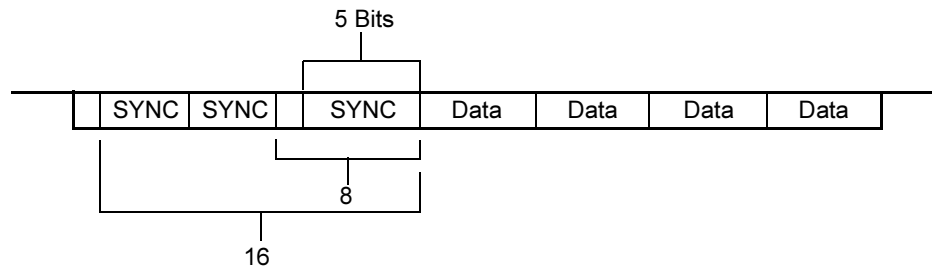 5 Bits
SYNC SYNC SYNC Data Data Data Data
8
16